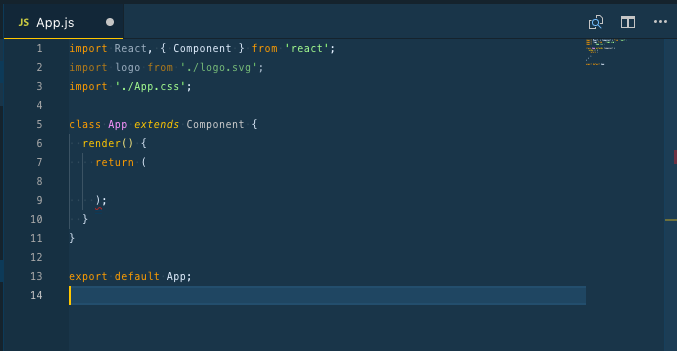 JS App.js
1 import React, { Component } from 'react';
2 import logo from './logo.svg';
3 import './App.css';
4
5 class App extends Component {
6   render() {
7     return (
8
9     );
10   }
11 }
12
13 export default App;
14